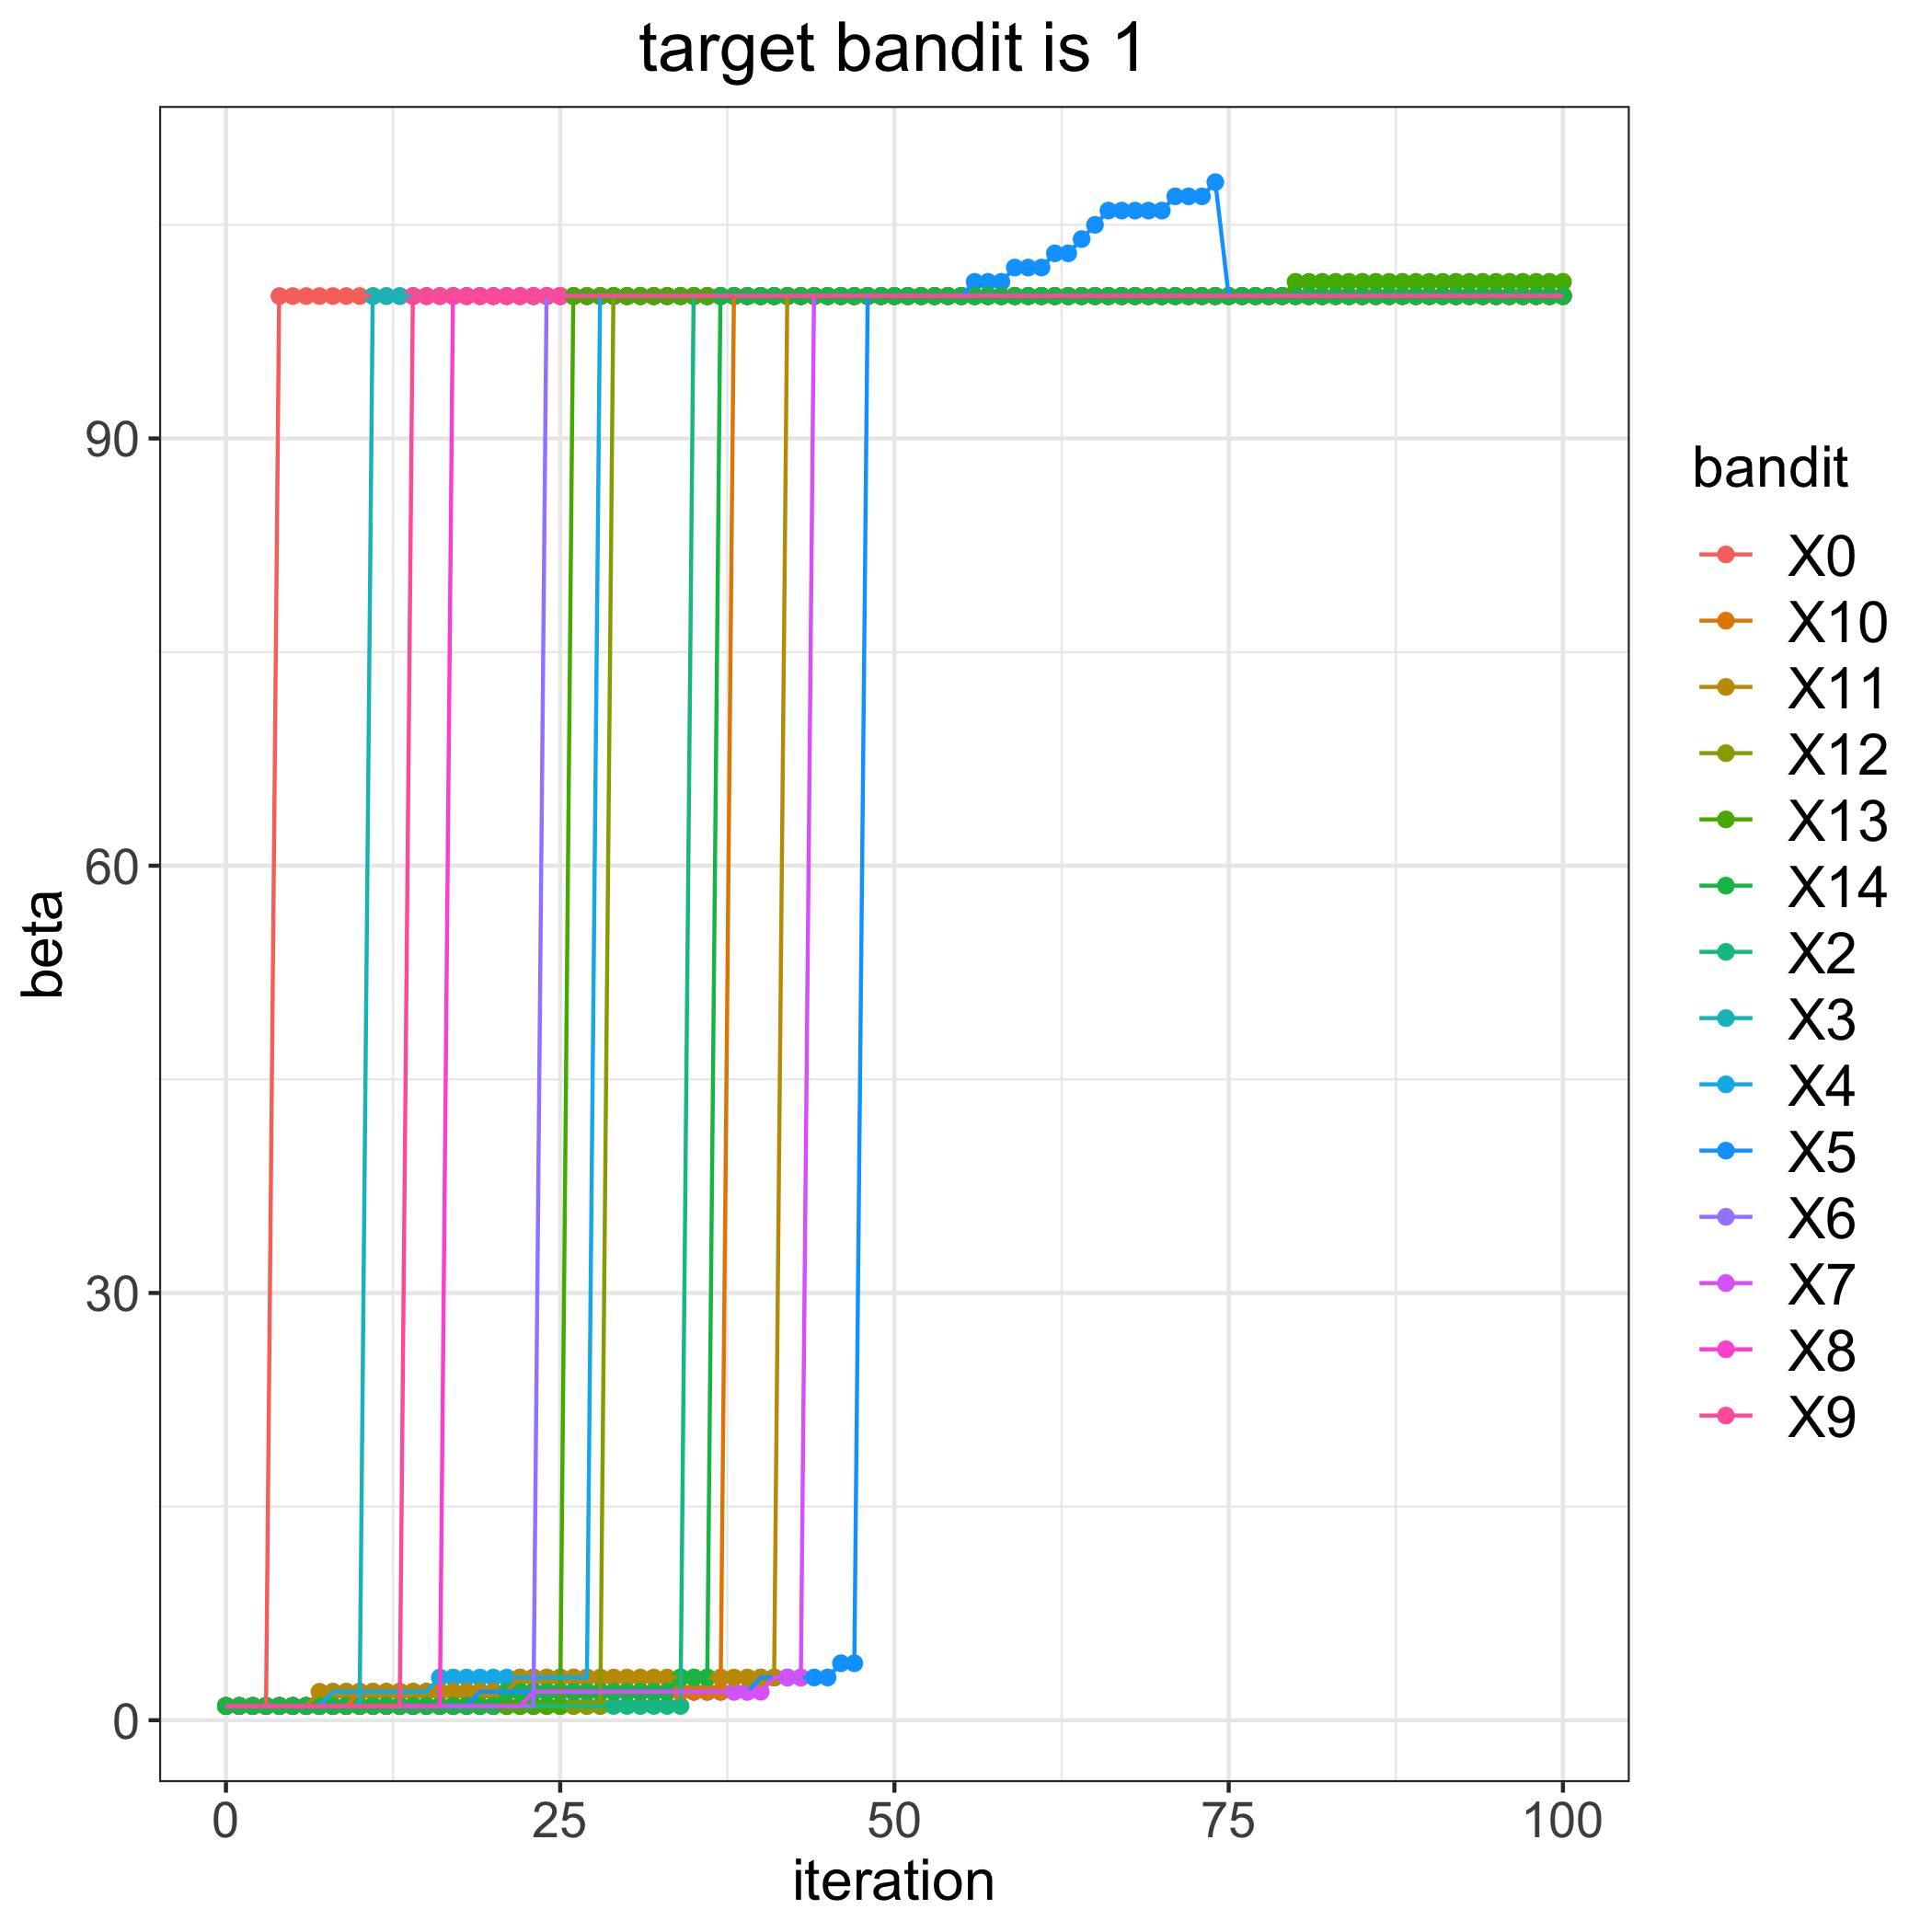 target bandit is 1
90
60
30
0
beta
0 25 50 75 100
iteration
bandit
X0
X10
X11
X12
X13
X14
X2
X3
X4
X5
X6
X7
X8
X9